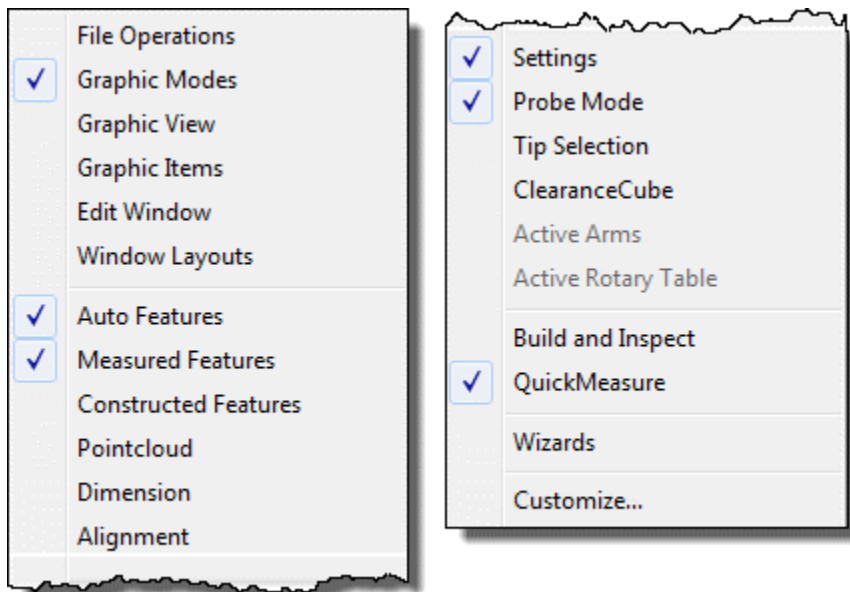 File Operations
Graphic Modes
Graphic View
Graphic Items
Edit Window
Window Layouts
Auto Features
Measured Features
Constructed Features
Pointcloud
Dimension
Alignment
Settings
Probe Mode
Tip Selection
ClearanceCube
Active Arms
Active Rotary Table
Build and Inspect
QuickMeasure
Wizards
Customize...